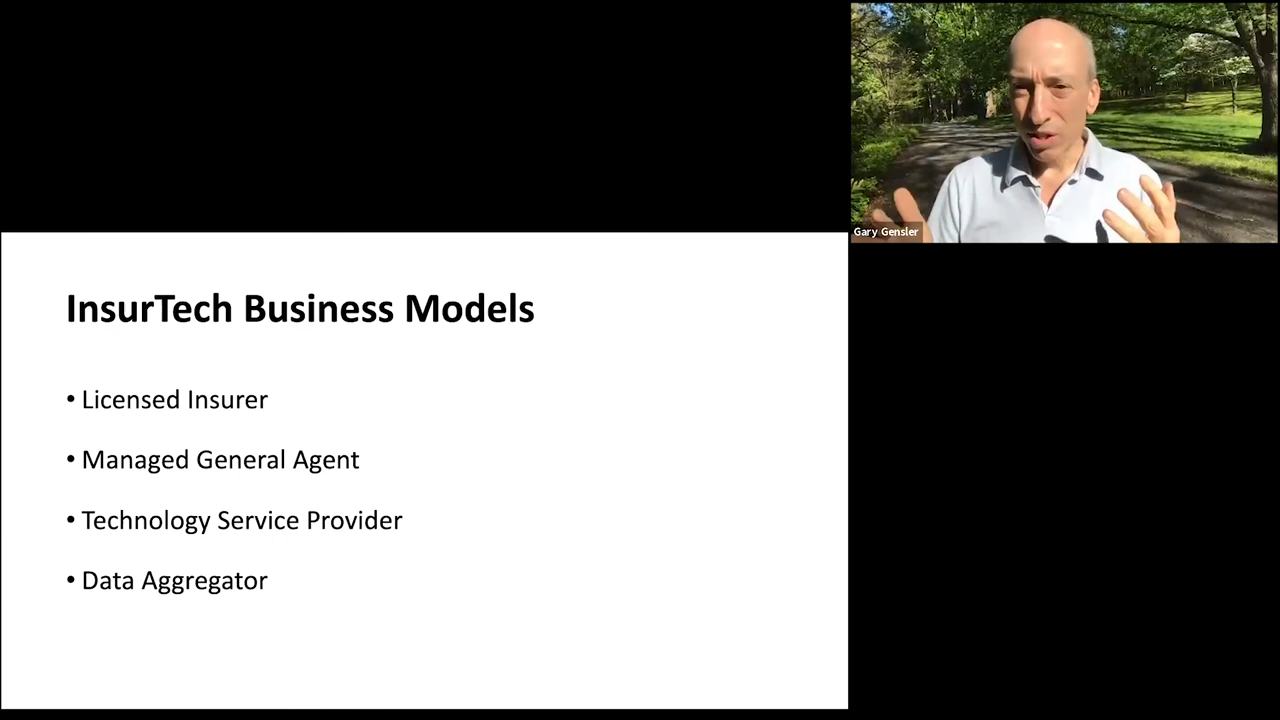 Gary Gensler
InsurTech Business Models
• Licensed Insurer
• Managed General Agent
• Technology Service Provider
• Data Aggregator